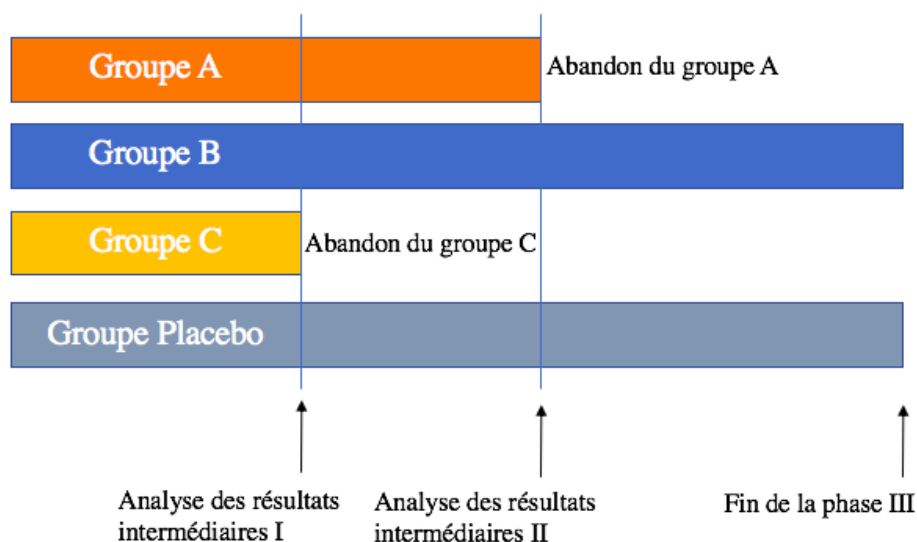 Groupe A
Abandon du groupe A
Groupe B
Groupe C
Abandon du groupe C
Groupe Placebo
Analyse des résultats
intermédiaires I
Analyse des résultats
intermédiaires II
Fin de la phase III